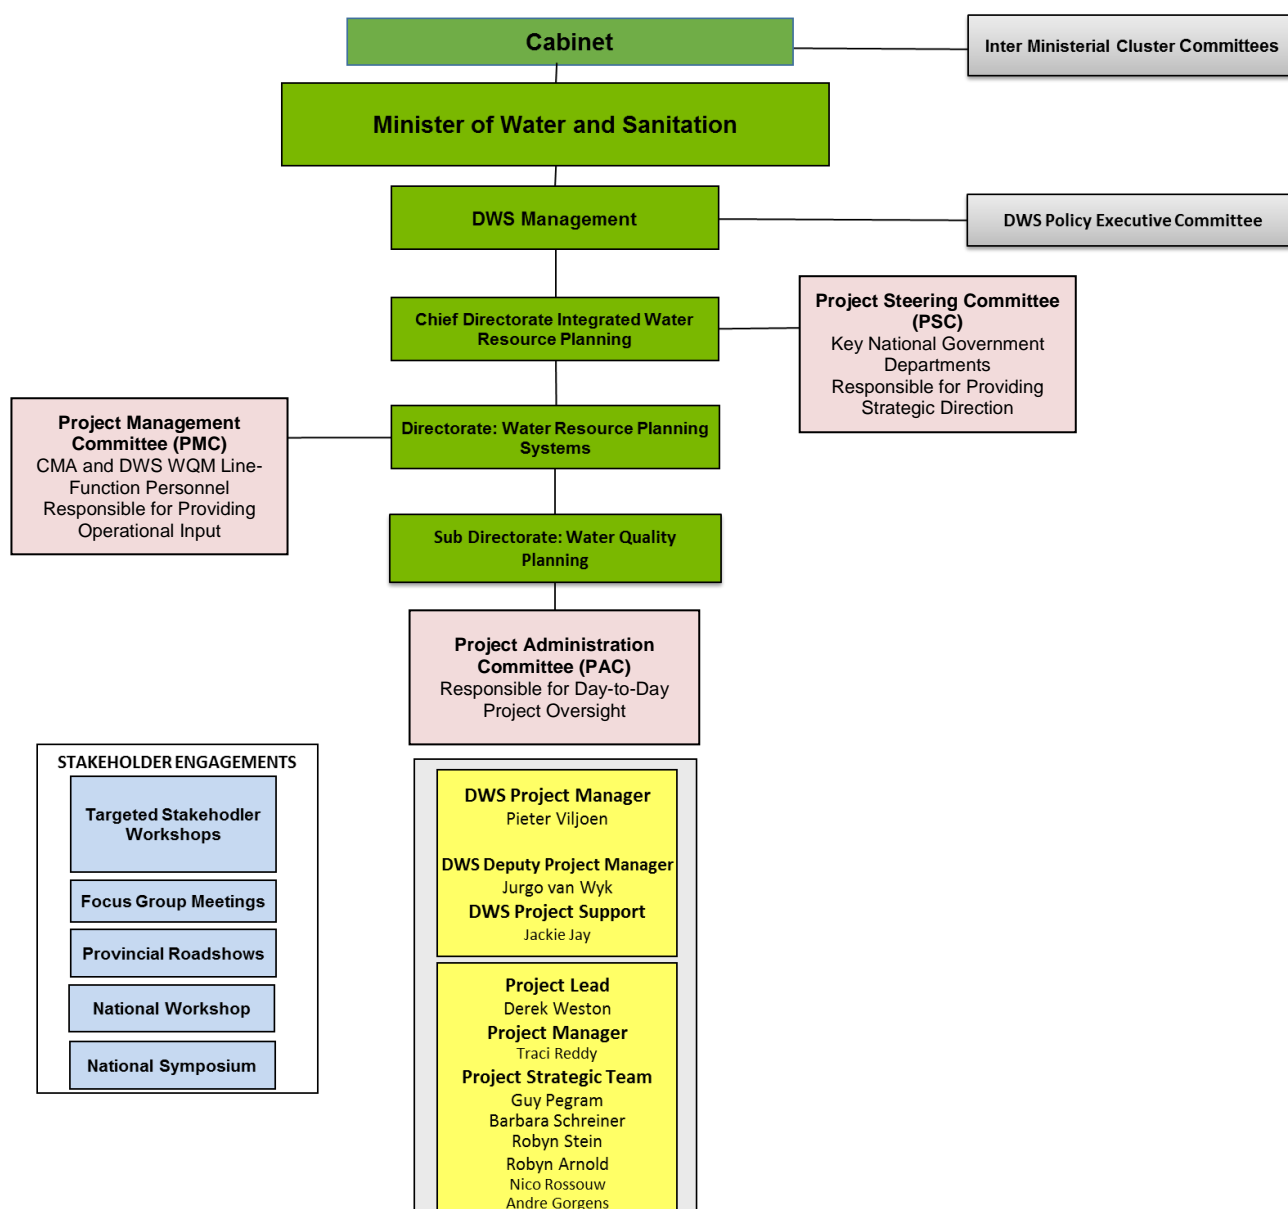 Cabinet
Inter Ministerial Cluster Committees
Minister of Water and Sanitation
DWS Management
DWS Policy Executive Committee
Chief Directorate Integrated Water
Resource Planning
Project Steering Committee
(PSC)
Key National Government
Departments
Responsible for Providing
Strategic Direction
Project Management
Committee (PMC)
CMA and DWS WQM Line-
Function Personnel
Responsible for Providing
Operational Input
Directorate: Water Resource Planning
Systems
Sub Directorate: Water Quality
Planning
Project Administration
Committee (PAC)
Responsible for Day-to-Day
Project Oversight
STAKEHOLDER ENGAGEMENTS
Targeted Stakehodler
Workshops
Focus Group Meetings
Provincial Roadshows
National Workshop
National Symposium
DWS Project Manager
Pieter Viljoen
DWS Deputy Project Manager
Jurgo van Wyk
DWS Project Support
Jackie Jay
Project Lead
Derek Weston
Project Manager
Traci Reddy
Project Strategic Team
Guy Pegram
Barbara Schreiner
Robyn Stein
Robyn Arnold
Nico Rossouw
Andre Gorgens